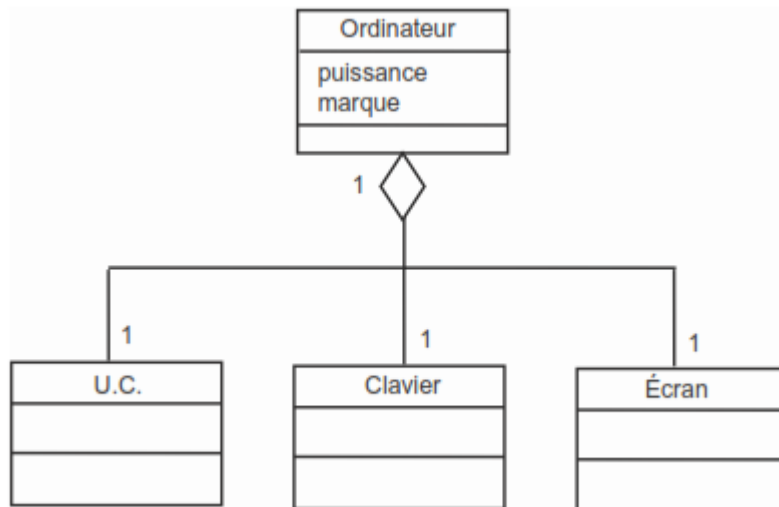 Ordinateur
puissance
marque
1
1
1
1
U.C.
Clavier
Écran